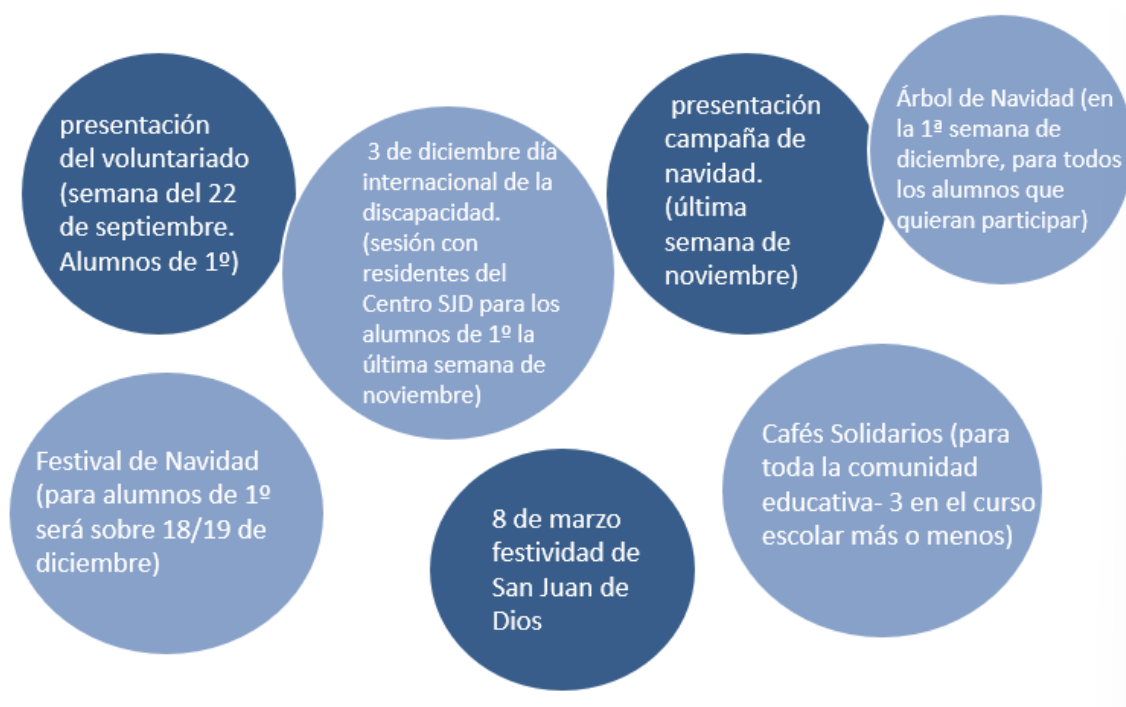 presentación
del voluntariado
(semana del 22
de septiembre.
Alumnos de 1º)
3 de diciembre día
internacional de la
discapacidad.
(sesión con
residentes del
Centro SJD para los
alumnos de 1º la
última semana de
noviembre)
presentación
campaña de
navidad.
(última
semana de
noviembre)
Árbol de Navidad (en
la 1ª semana de
diciembre, para todos
los alumnos que
quieran participar)
Festival de Navidad
(para alumnos de 1º
será sobre 18/19 de
diciembre)
8 de marzo
festividad de
San Juan de
Dios
Cafés Solidarios (para
toda la comunidad
educativa- 3 en el curso
escolar más o menos)